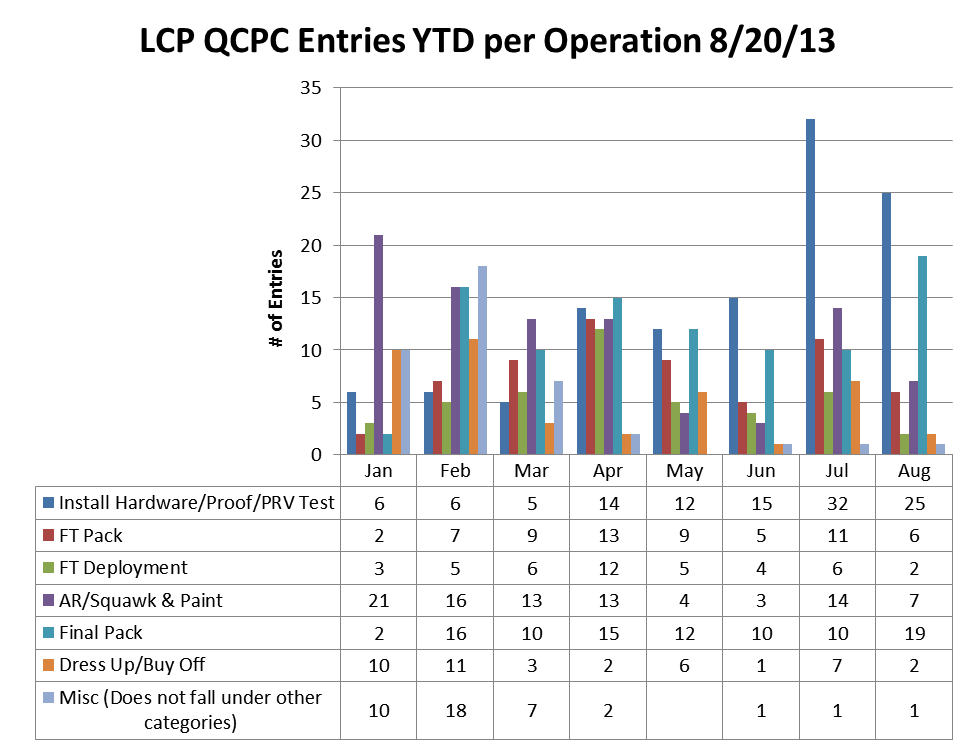 LCP QCPC Entries YTD per Operation 8/20/13
35
30
25
20
15
10
5
0
# of Entries
Jan Feb Mar Apr May Jun Jul Aug
Install Hardware/Proof/PRV Test 6 6 5 14 12 15 32 25
FT Pack 2 7 9 13 9 5 11 6
FT Deployment 3 5 6 12 5 4 6 2
AR/Squawk & Paint 21 16 13 13 4 3 14 7
Final Pack 2 16 10 15 12 10 10 19
Dress Up/Buy Off 10 11 3 2 6 1 7 2
Misc (Does not fall under other
categories) 10 18 7 2 1 1 1